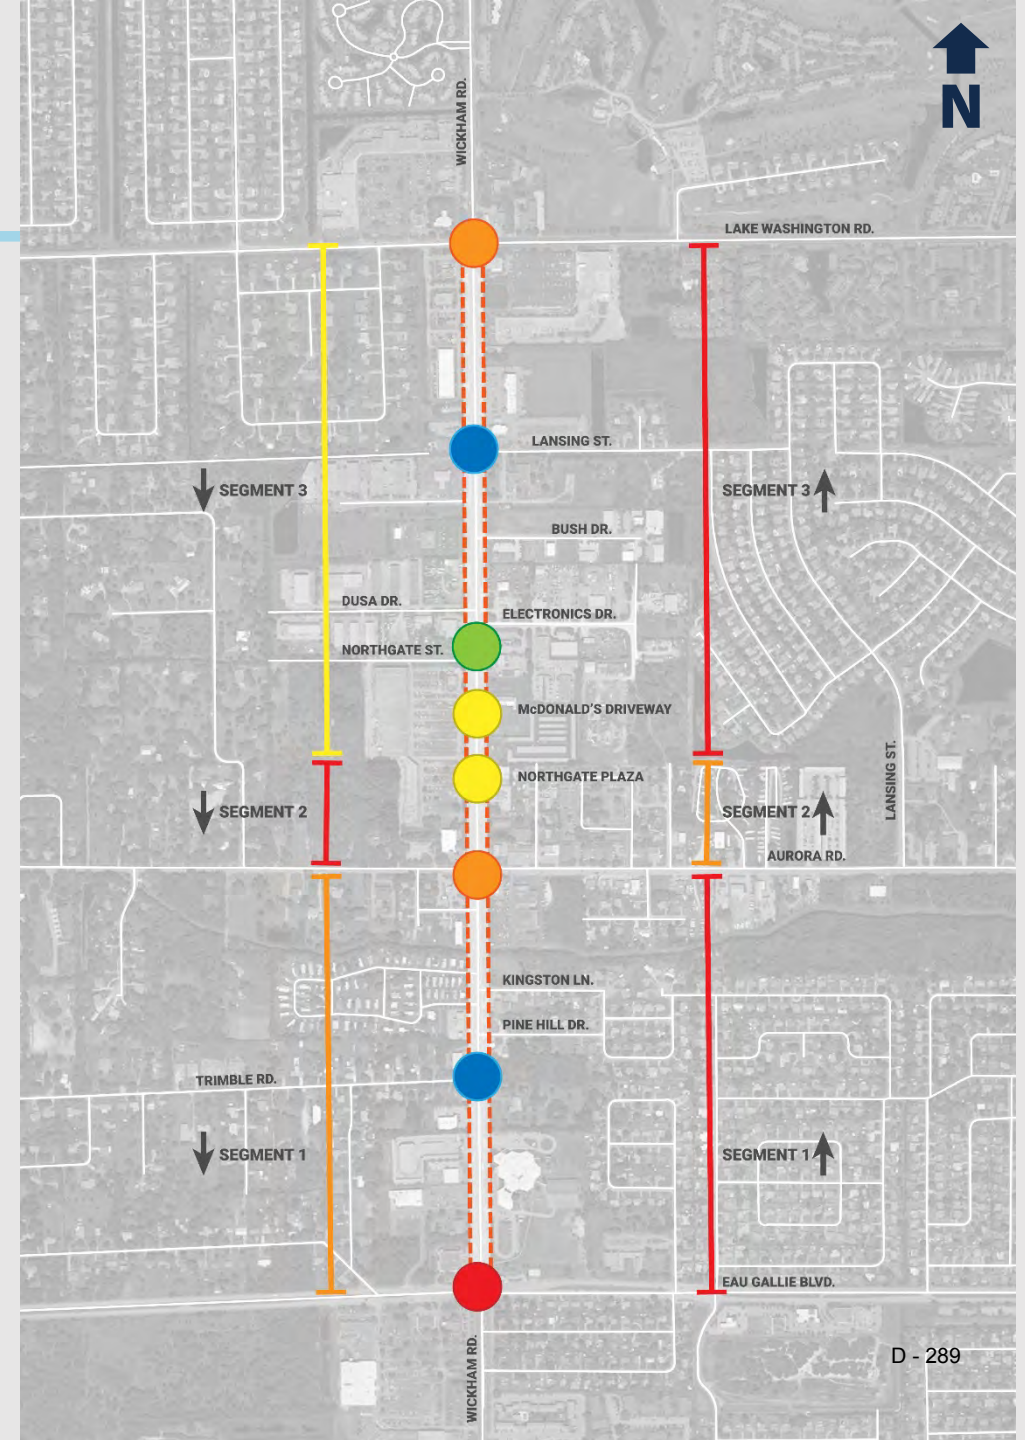 N
WICKHAM RD.
LAKE WASHINGTON RD.
LANSING ST.
SEGMENT 3
SEGMENT 3
BUSH DR.
DUSA DR.
ELECTRONICS DR.
NORTHGATE ST.
McDONALD'S DRIVEWAY
LANSING ST.
NORTHGATE PLAZA
SEGMENT 2
SEGMENT 2
AURORA RD.
KINGSTON LN.
PINE HILL DR.
TRIMBLE RD.
SEGMENT 1
SEGMENT 1
EAU GALLIE BLVD.
WICKHAM RD.
D - 289